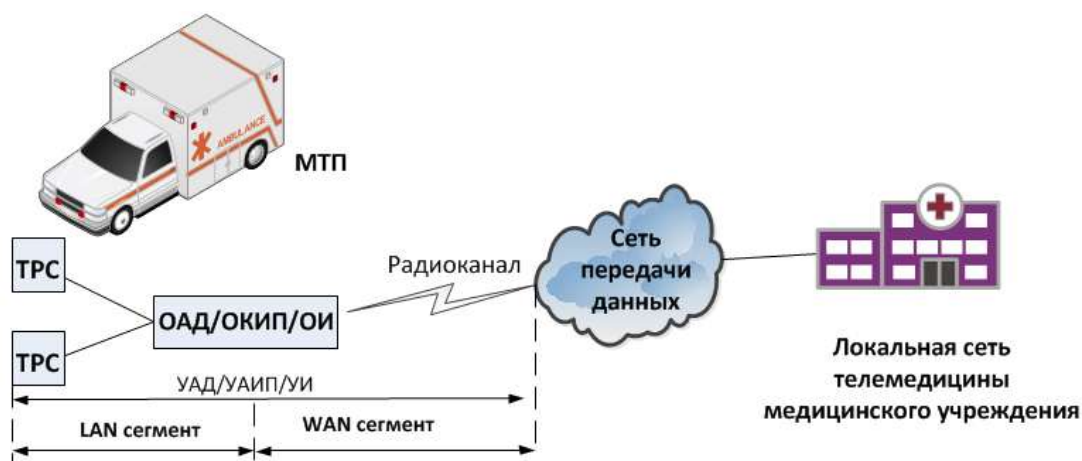 AMBULANCE
МТП
ТРС
Радиоканал
Сеть
передачи
данных
ОАД/ОКИП/ОИ
ТРС
УАД/УАИП/УИ
LAN сегмент
WAN сегмент
Локальная сеть
телемедицины
медицинского учреждения